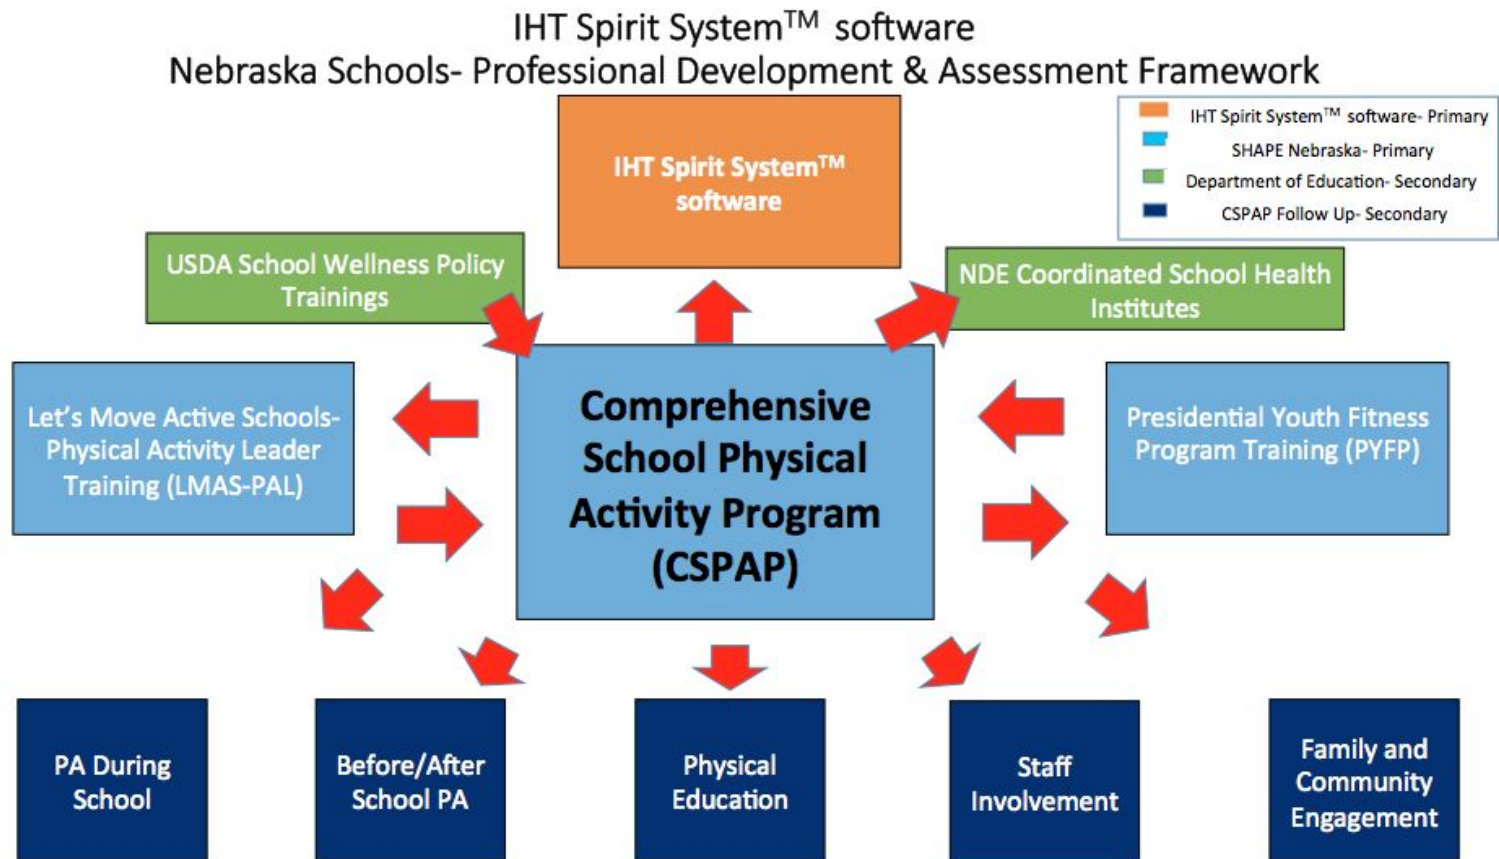 IHT Spirit System™ software
Nebraska Schools- Professional Development & Assessment Framework
IHT Spirit System™ software- Primary
SHAPE Nebraska- Primary
Department of Education- Secondary
CSPAP Follow Up- Secondary
IHT Spirit System™
software
USDA School Wellness Policy
Trainings
NDE Coordinated School Health
Institutes
Let's Move Active Schools-
Physical Activity Leader
Training (LMAS-PAL)
Comprehensive
School Physical
Activity Program
(CSPAP)
Presidential Youth Fitness
Program Training (PYFP)
PA During
School
Before/After
School PA
Physical
Education
Staff
Involvement
Family and
Community
Engagement